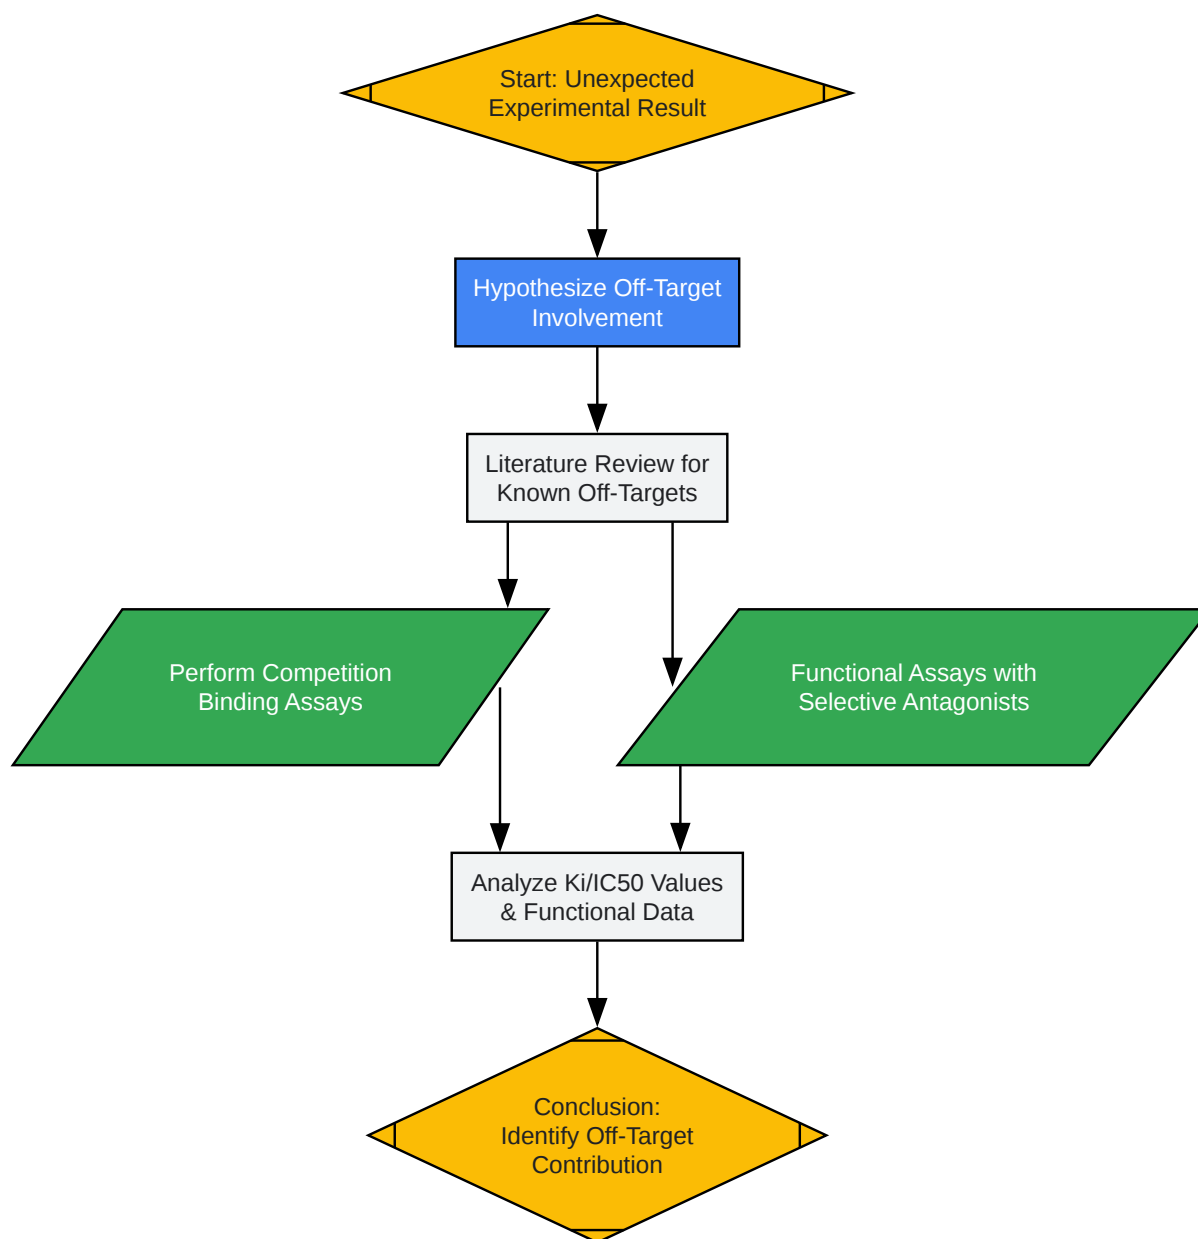 Start: Unexpected
Experimental Result
Hypothesize Off-Target
Involvement
Literature Review for
Known Off-Targets
Perform Competition
Binding Assays
Functional Assays with
Selective Antagonists
Analyze Ki/IC50 Values
& Functional Data
Conclusion:
Identify Off-Target
Contribution